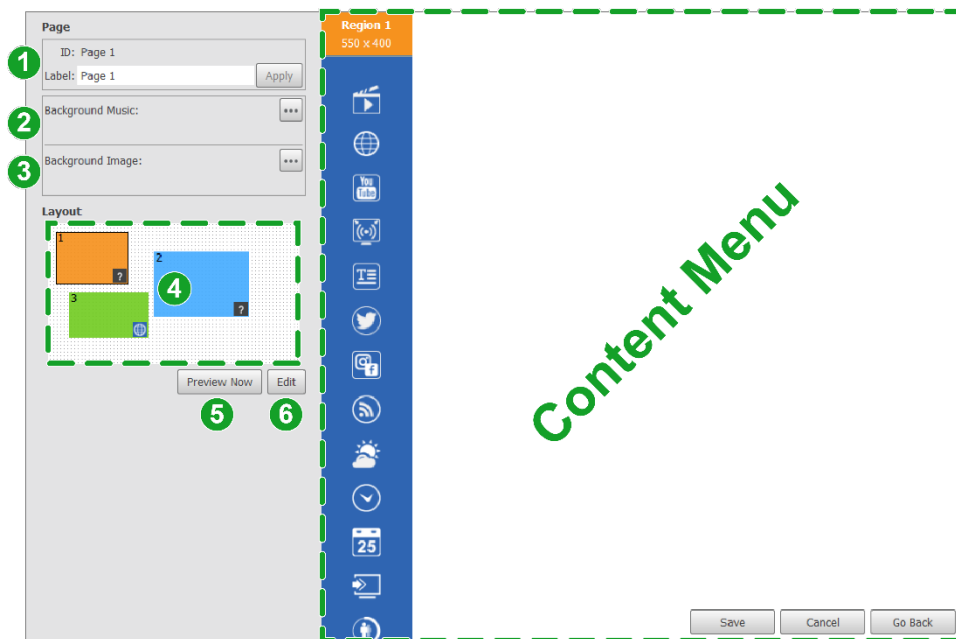 Page
1
ID: Page 1
Label: Page 1
Apply
2
Background Music:
...
3
Background Image:
...
Layout
1
?
2
4
?
3
Preview Now
Edit
5
6
Region 1
550 x 400
You
Tube
T
f
25
Content Menu
Save
Cancel
Go Back